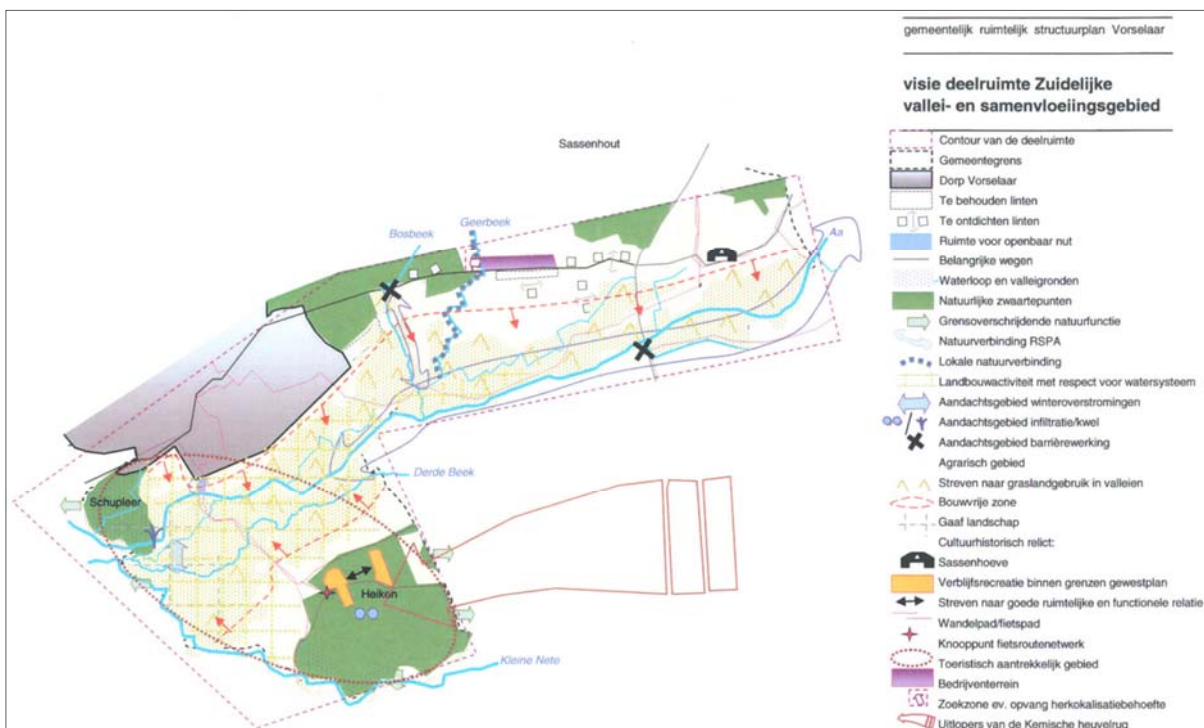 gemeentelijk ruimtelijk structuurplan Vorselaar
visie deelruimte Zuidelijke
vallei- en samenvloeiingsgebied
Contour van de deelruimte
Gemeentegrens
Dorp Vorselaar
Te behouden linten
Te ontdichten linten
Ruimte voor openbaar nut
Belangrijke wegen
Waterloop en valleigronden
Natuurlijke zwaartepunten
Grensoverschrijdende natuurfunctie
Natuurverbinding RSPA
Lokale natuurverbinding
Landbouwactiviteit met respect voor watersysteem
Aandachtsgebied winteroverstromingen
Aandachtsgebied infiltratie/kwel
Aandachtsgebied barrièrewerking
Agrarisch gebied
Streven naar graslandgebruik in valleien
Bouwvrije zone
Gaaf landschap
Cultuurhistorisch relict:
Sassenhoeve
Verblijfsrecreatie binnen grenzen gewestplan
Streven naar goede ruimtelijke en functionele relatie
Wandelpad/fietspad
Knooppunt fietsroutenetwerk
Toeristisch aantrekkelijk gebied
Bedrijventerrein
Zoekzone ev. opvang herkokalisatiebehoefte
Uitlopers van de Kemische heuvelrug
Sassenhout
Geerbeek
Bosbeek
Aa
Derde Beek
Schupleer
Heiken
Kleine Nete